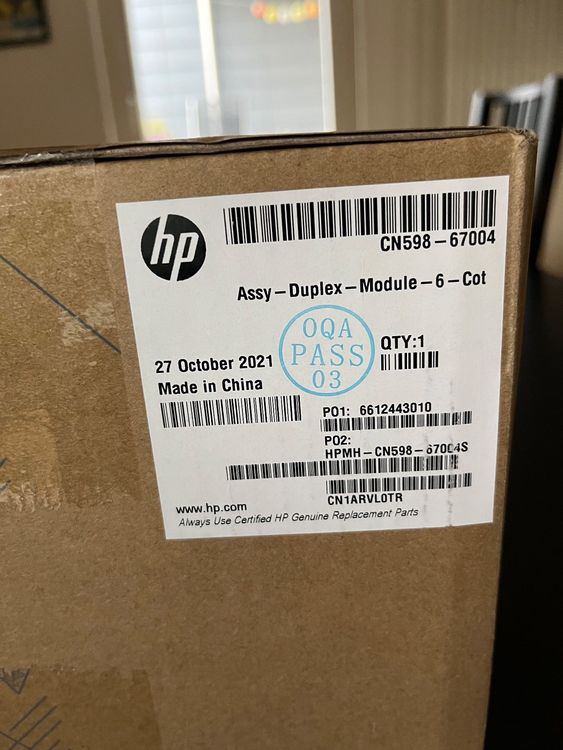 hp
CN598-67004
Assy-Duplex-Module-6-Cot
OQA
PASS
03
QTY:1
27 October 2021
Made in China
PO1: 6612443010
PO2:
HPMH-CN598-67004S
CN1ARVL0TR
www.hp.com
Always Use Certified HP Genuine Replacement Parts